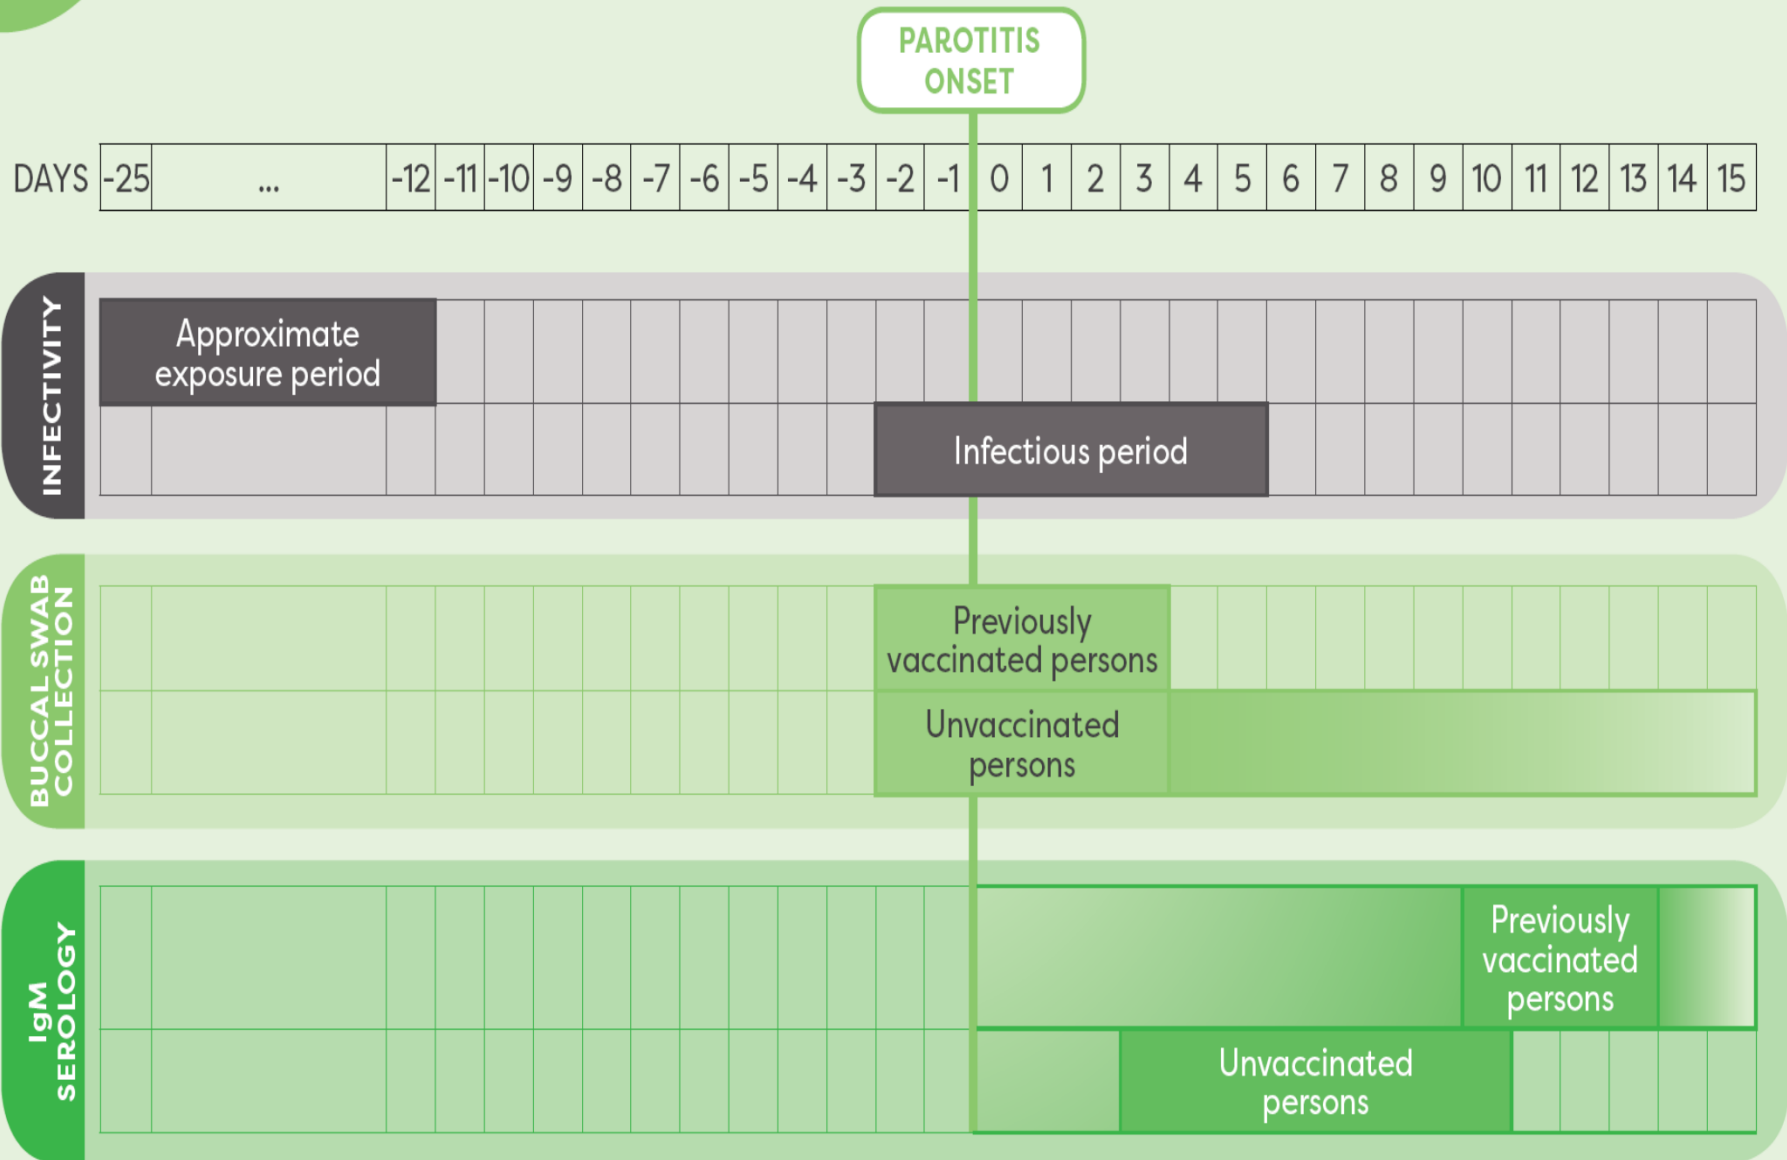 PAROTITIS
ONSET
DAYS -25 ... -12 -11 -10 -9 -8 -7 -6 -5 -4 -3 -2 -1 0 1 2 3 4 5 6 7 8 9 10 11 12 13 14 15
INFECTIVITY
Approximate
exposure period
Infectious period
BUCCAL SWAB
COLLECTION
Previously
vaccinated persons
Unvaccinated
persons
IgM
SEROLOGY
Previously
vaccinated
persons
Unvaccinated
persons